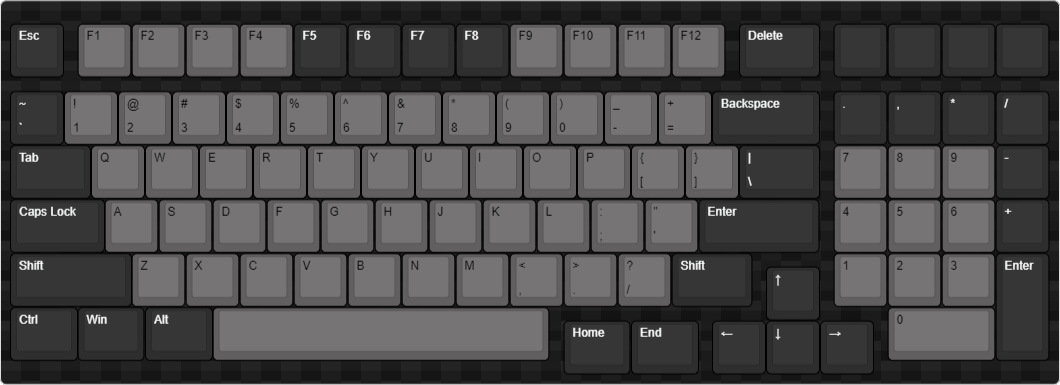 Esc F1 F2 F3 F4 F5 F6 F7 F8 F9 F10 F11 F12 Delete
~ ! @ # $ % ^ & * ( ) _ + Backspace . , * /
` 1 2 3 4 5 6 7 8 9 0 - =
Tab Q W E R T Y U I O P { } | 7 8 9 -
[ ] \
Caps Lock A S D F G H J K L : " Enter 4 5 6 +
; '
Shift Z X C V B N M < > ? Shift ↑ 1 2 3 Enter
, . /
Ctrl Win Alt Home End ← ↓ → 0